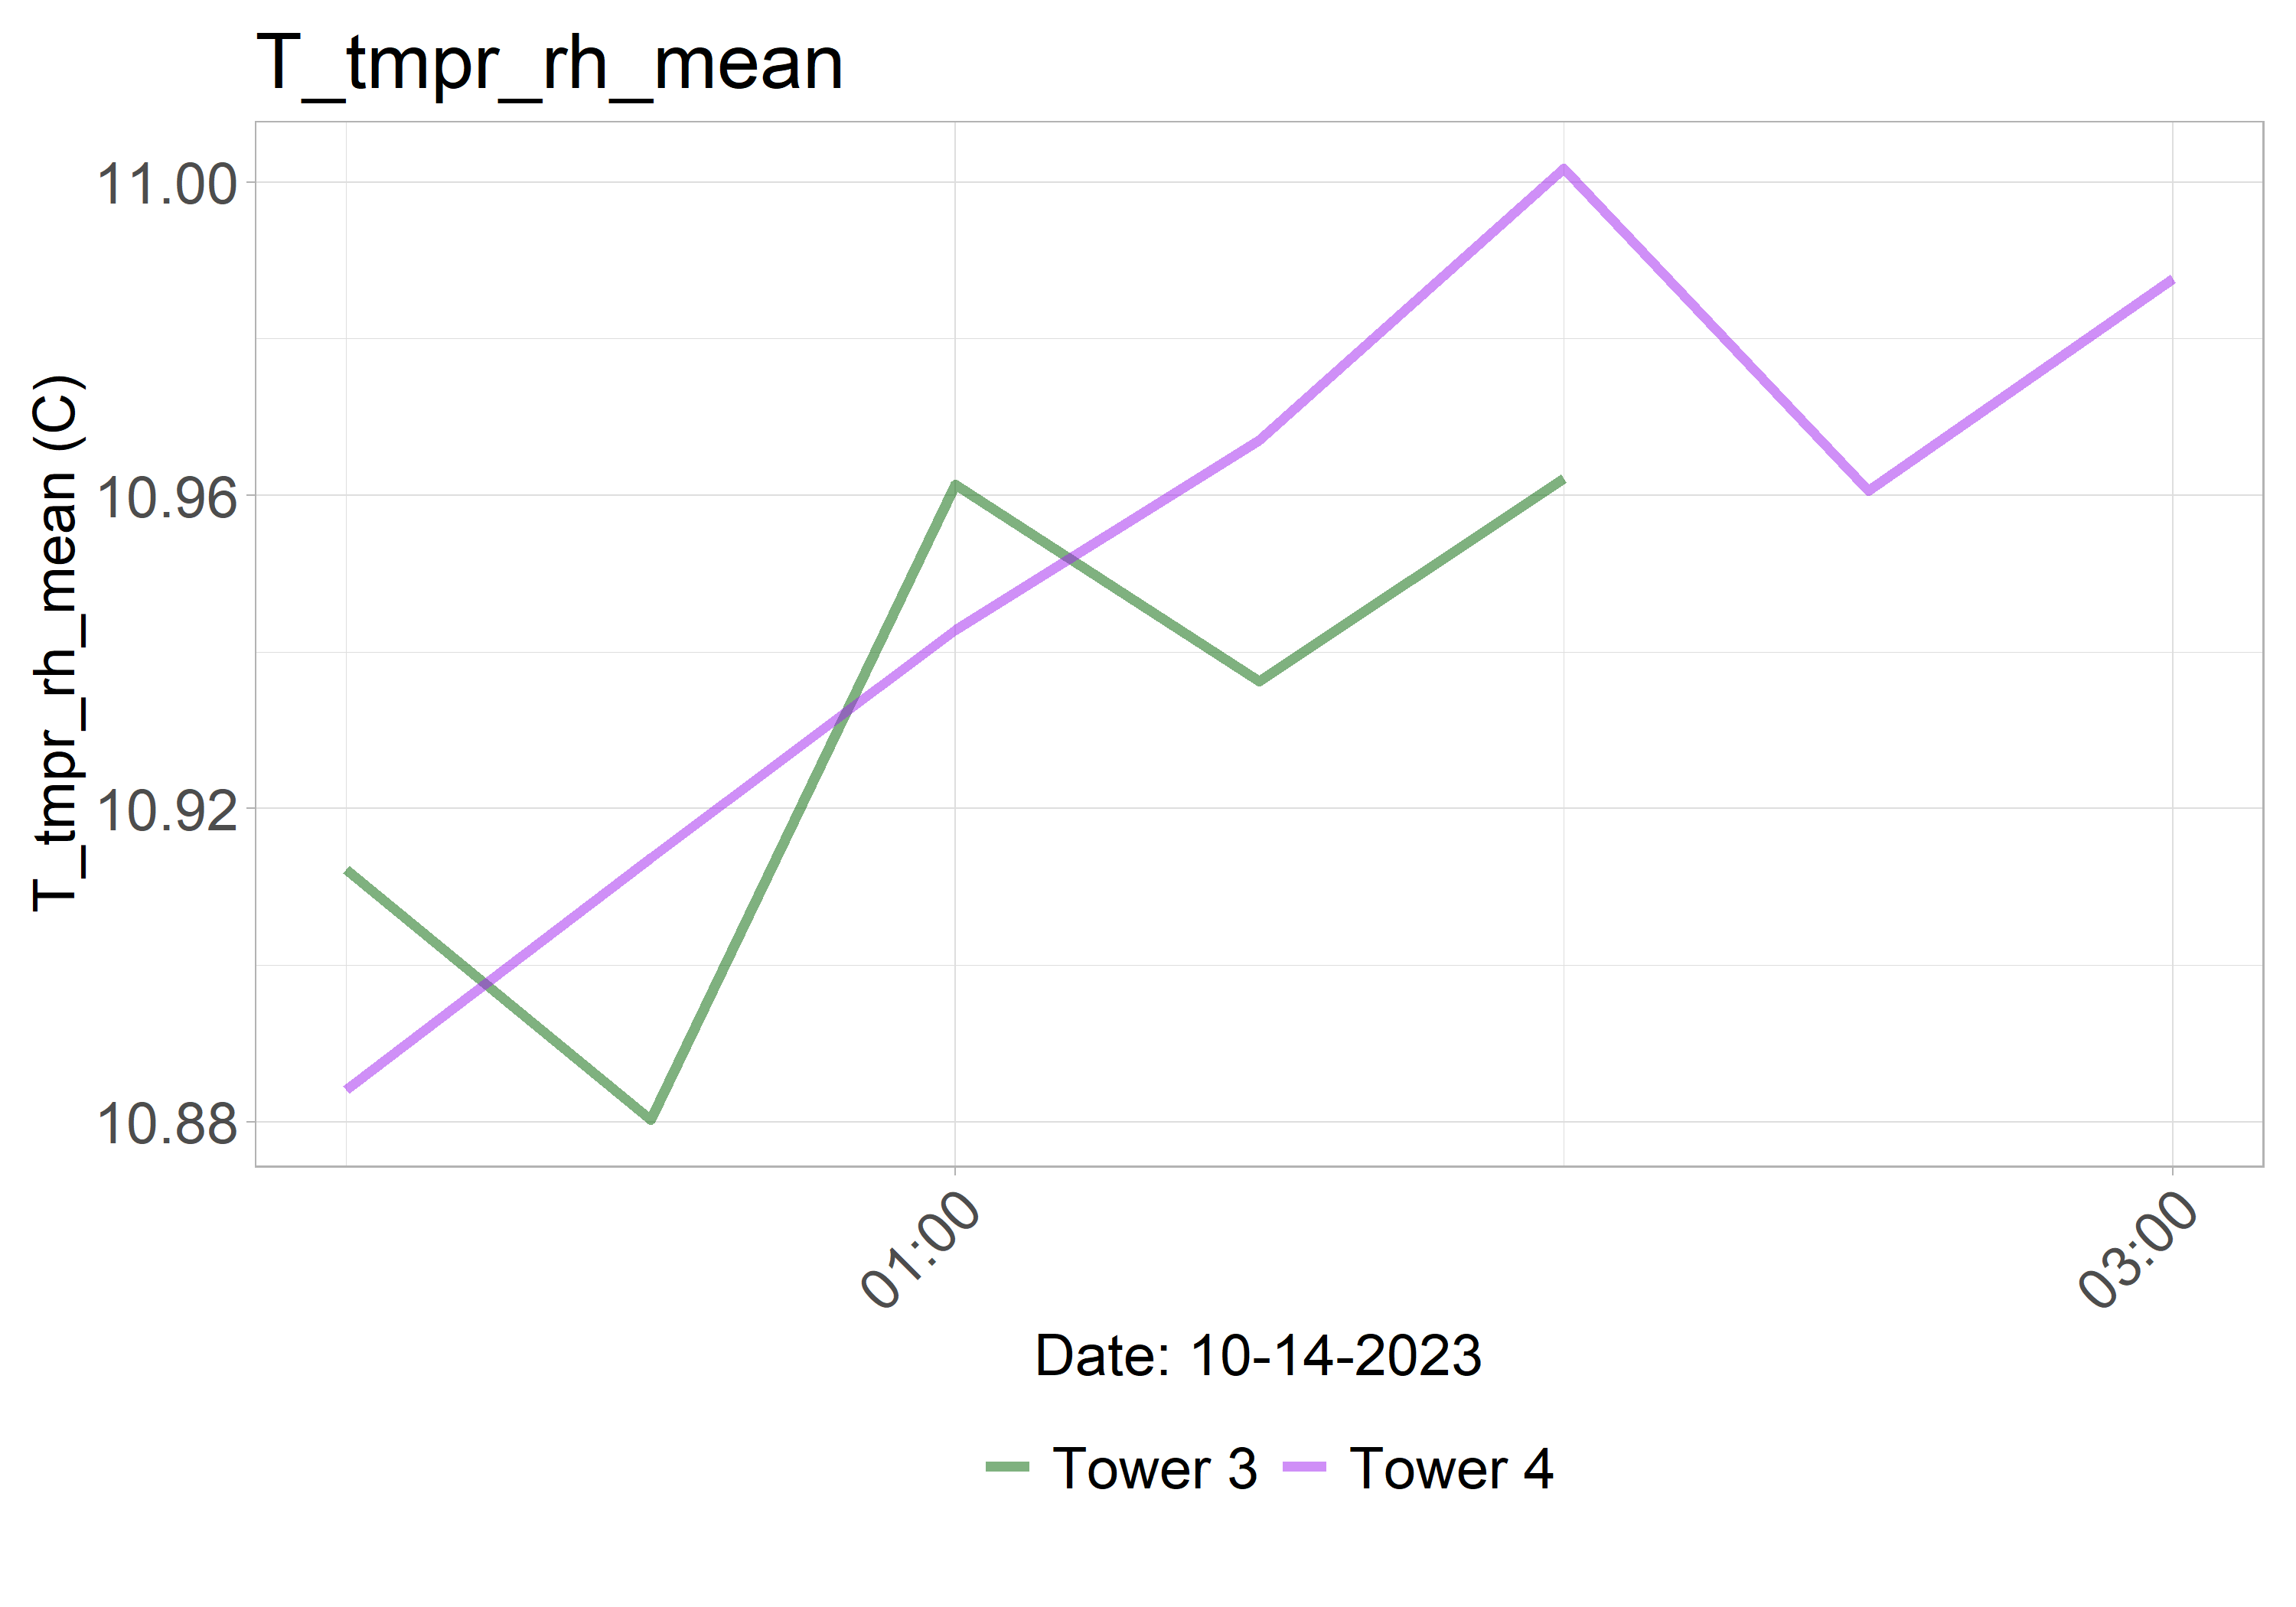 T_tmpr_rh_mean
T_tmpr_rh_mean (C)
11.00
10.96
10.92
10.88
01:00
03:00
Date: 10-14-2023
Tower 3
Tower 4